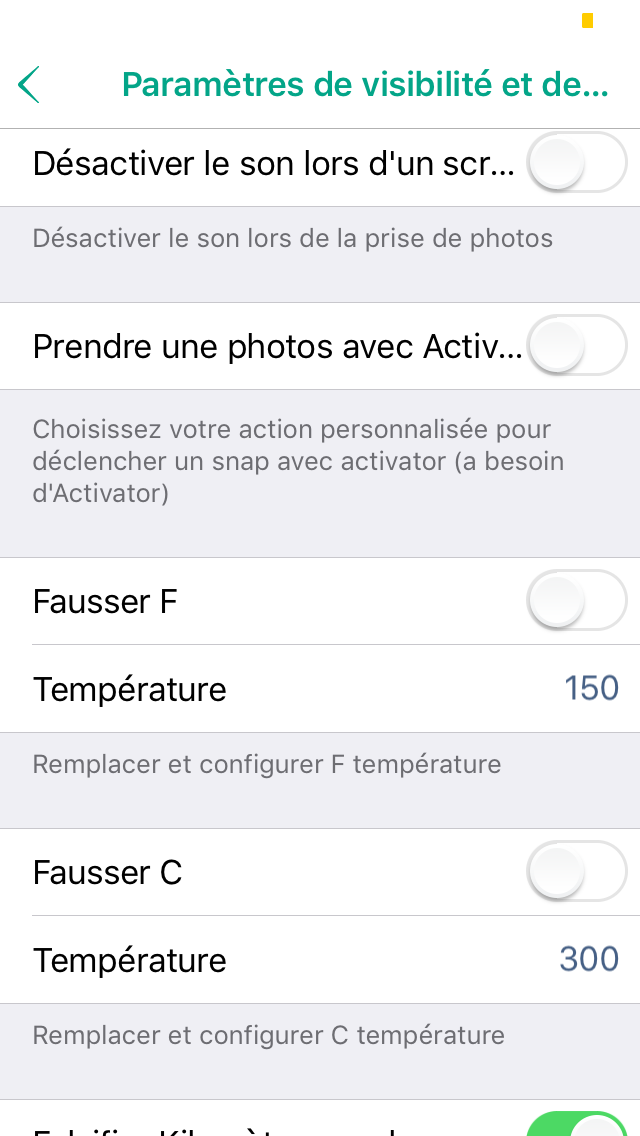 Paramètres de visibilité et de...
Désactiver le son lors d'un scr...
Désactiver le son lors de la prise de photos
Prendre une photos avec Activ...
Choisissez votre action personnalisée pour
déclencher un snap avec activator (a besoin
d'Activator)
Fausser F
Température 150
Remplacer et configurer F température
Fausser C
Température 300
Remplacer et configurer C température